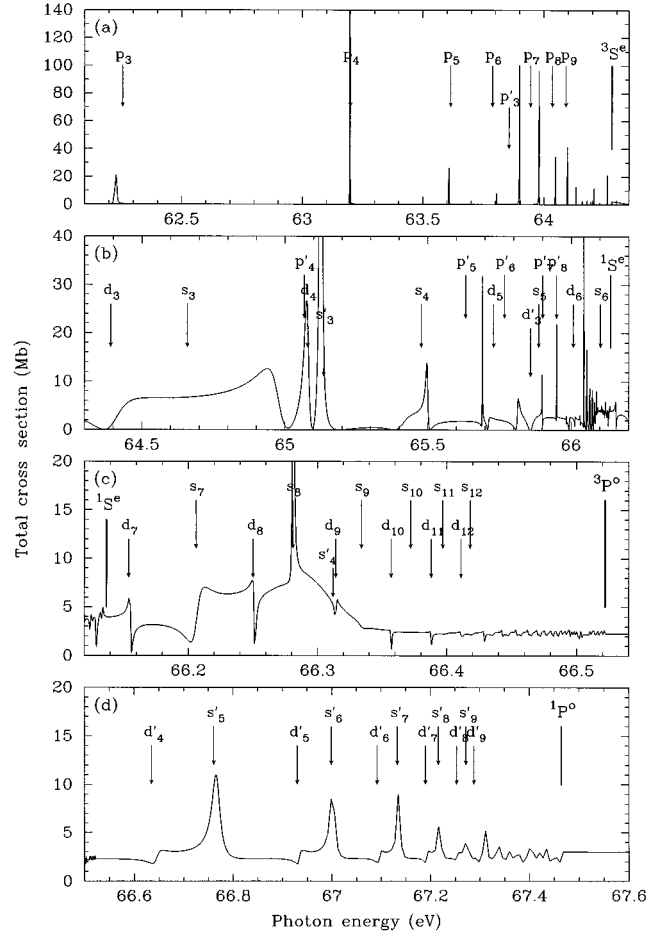 Total cross section (Mb)
140
120
100
80
60
40
20
0
(a)
p₃
p₄
p₅
p₆
p₇
p₈
p₉
³Sᵉ
p'₃
62.5
63
63.5
64
40
30
20
10
0
(b)
p'₄
p'₅
p'₆
p'₇
p'₈
¹Sᵉ
d₃
s₃
d₄
s'₃
s₄
d₅
d'₃
s₅
d₆
s₆
64.5
65
65.5
66
20
15
10
5
0
(c)
¹Sᵉ
s₇
s₈
s₉
s₁₀
s₁₁
s₁₂
³Pᵒ
d₇
d₈
s'₄
d₉
d₁₀
d₁₁
d₁₂
66.2
66.3
66.4
66.5
20
15
10
5
0
(d)
s'₅
s'₆
s'₇
s'₈
s'₉
¹Pᵒ
d'₄
d'₅
d'₆
d'₇
d'₈
d'₉
66.6
66.8
67
67.2
67.4
67.6
Photon energy (eV)